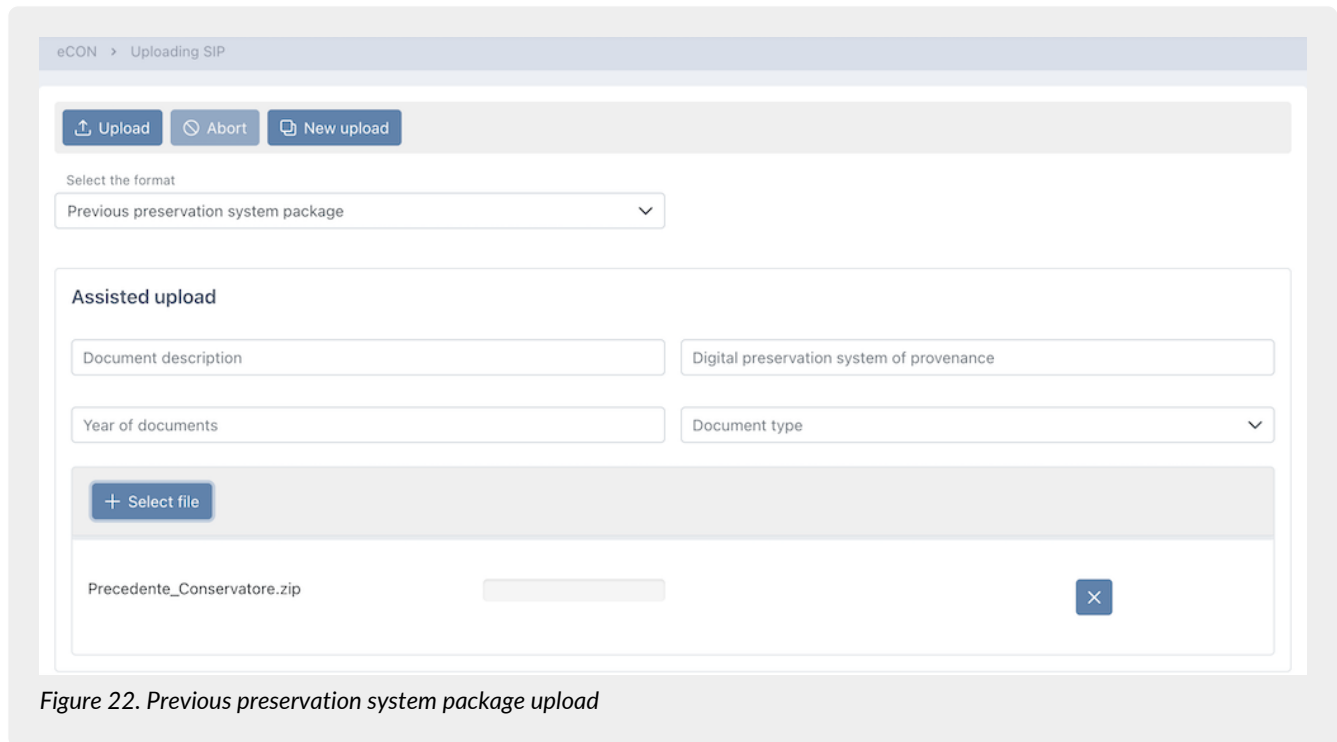 eCON > Uploading SIP
Upload Abort New upload
Select the format
Previous preservation system package
Assisted upload
Document description Digital preservation system of provenance
Year of documents Document type
+ Select file
Precedente_Conservatore.zip
Figure 22. Previous preservation system package upload